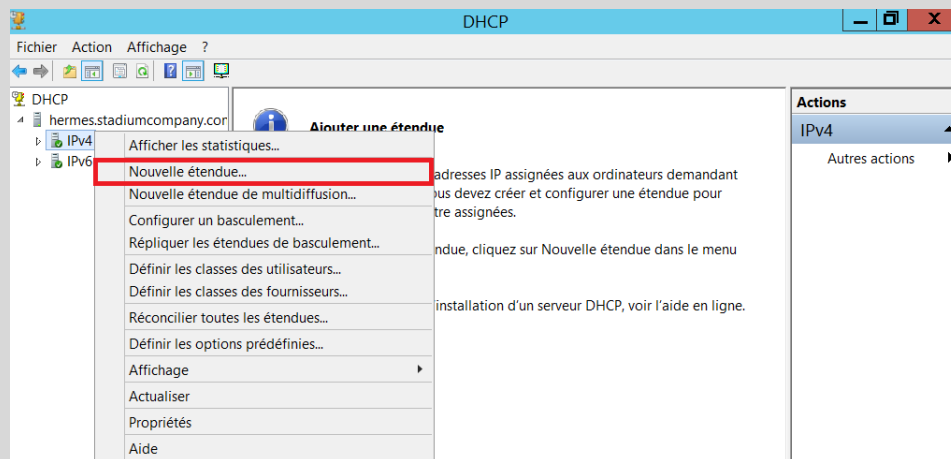 DHCP
Fichier Action Affichage ?
DHCP
hermes.stadiumcompany.con
IPv4
IPv6
Afficher les statistiques...
Nouvelle étendue...
Nouvelle étendue de multidiffusion...
Configurer un basculement...
Répliquer les étendues de basculement...
Définir les classes des utilisateurs...
Définir les classes des fournisseurs...
Réconcilier toutes les étendues...
Définir les options prédéfinies...
Affichage
Actualiser
Propriétés
Aide
Ajouter une étendue
adresses IP assignées aux ordinateurs demandant
ous devez créer et configurer une étendue pour
tre assignées.
ndue, cliquez sur Nouvelle étendue dans le menu
'installation d'un serveur DHCP, voir l'aide en ligne.
Actions
IPv4
Autres actions